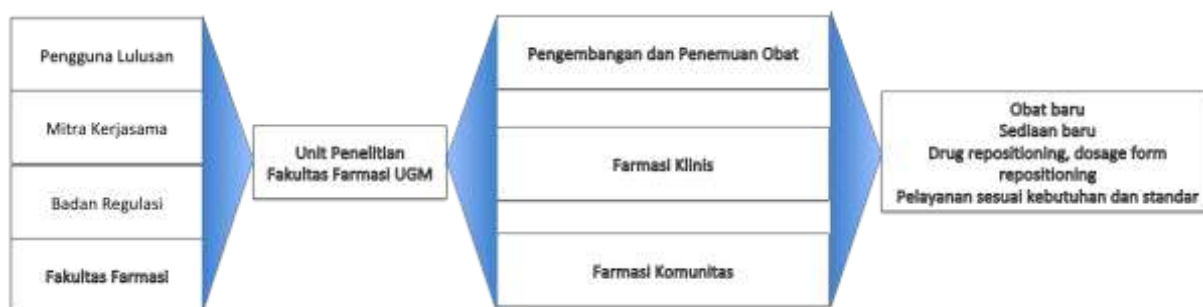 Pengguna Lulusan
Mitra Kerjasama
Badan Regulasi
Fakultas Farmasi
Unit Penelitian
Fakultas Farmasi UGM
Pengembangan dan Penemuan Obat
Farmasi Klinis
Farmasi Komunitas
Obat baru
Sediaan baru
Drug repositioning, dosage form
repositioning
Pelayanan sesuai kebutuhan dan standar